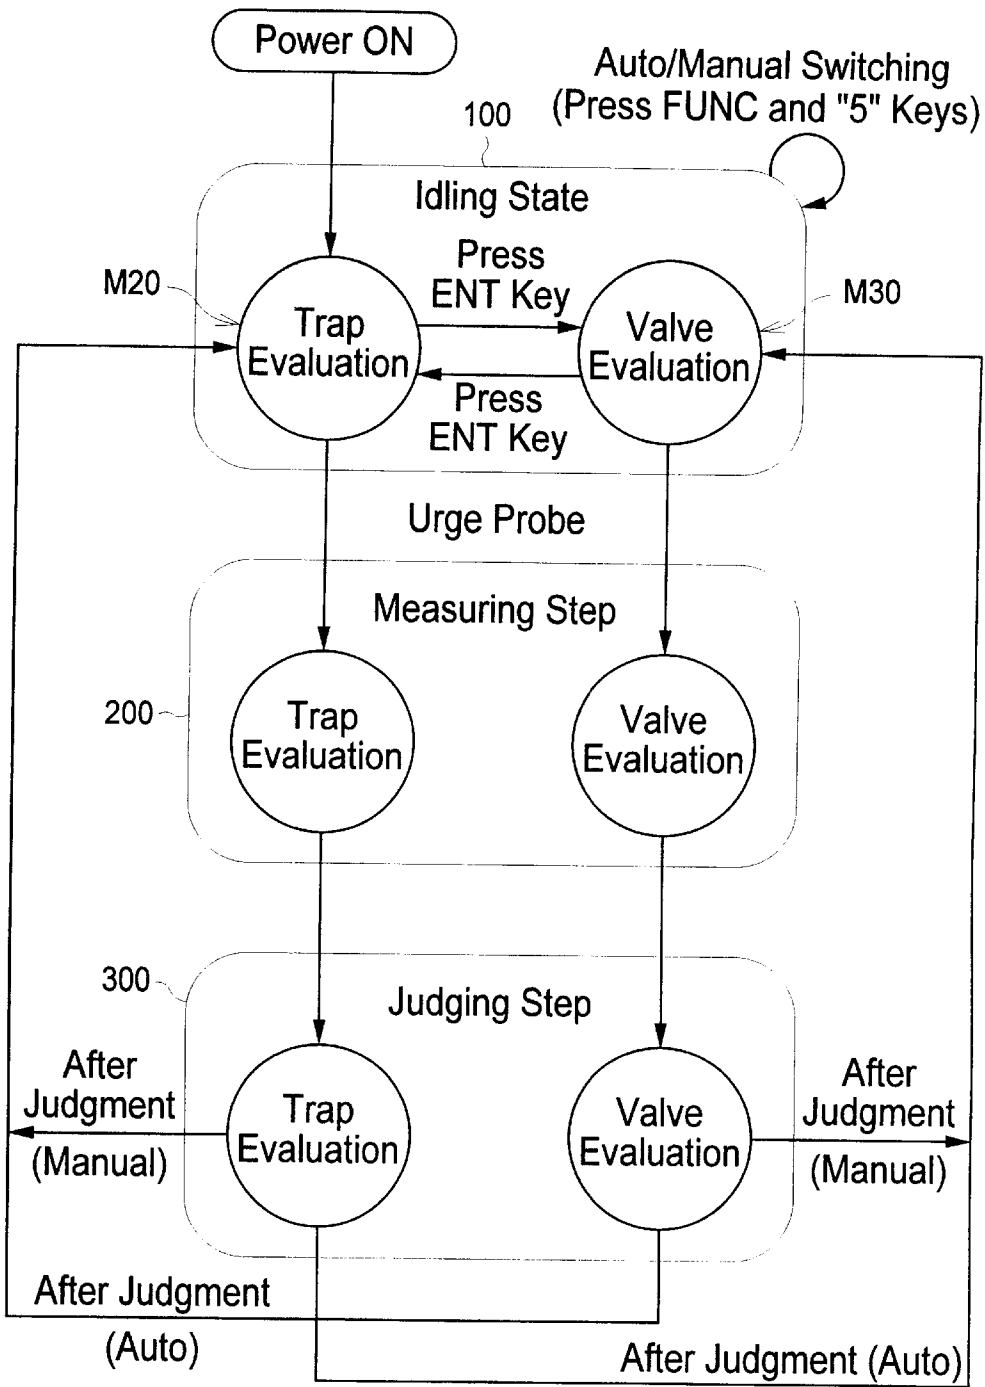 Power ON
Auto/Manual Switching
(Press FUNC and "5" Keys)
100
Idling State
M20
Press
ENT Key
M30
Trap
Evaluation
Valve
Evaluation
Press
ENT Key
Urge Probe
Measuring Step
200
Trap
Evaluation
Valve
Evaluation
300
Judging Step
After
Judgment
(Manual)
Trap
Evaluation
Valve
Evaluation
After
Judgment
(Manual)
After Judgment
(Auto)
After Judgment (Auto)